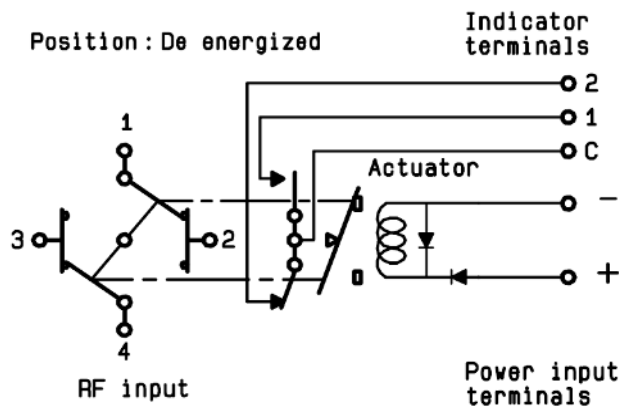 Position : De energized
Indicator
terminals
2
1
C
Actuator
-
+
1
3
2
4
RF input
Power input
terminals